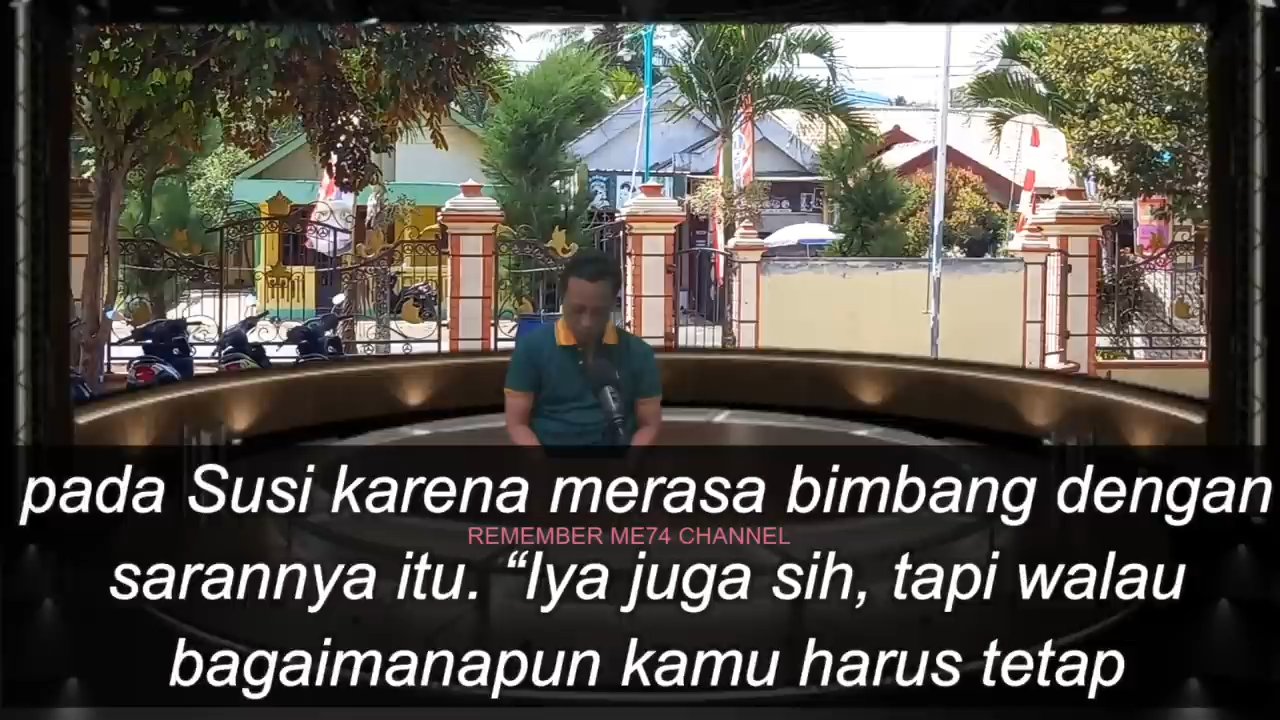 pada Susi karena merasa bimbang dengan
REMEMBER ME74 CHANNEL
sarannya itu. “Iya juga sih, tapi walau
bagaimanapun kamu harus tetap